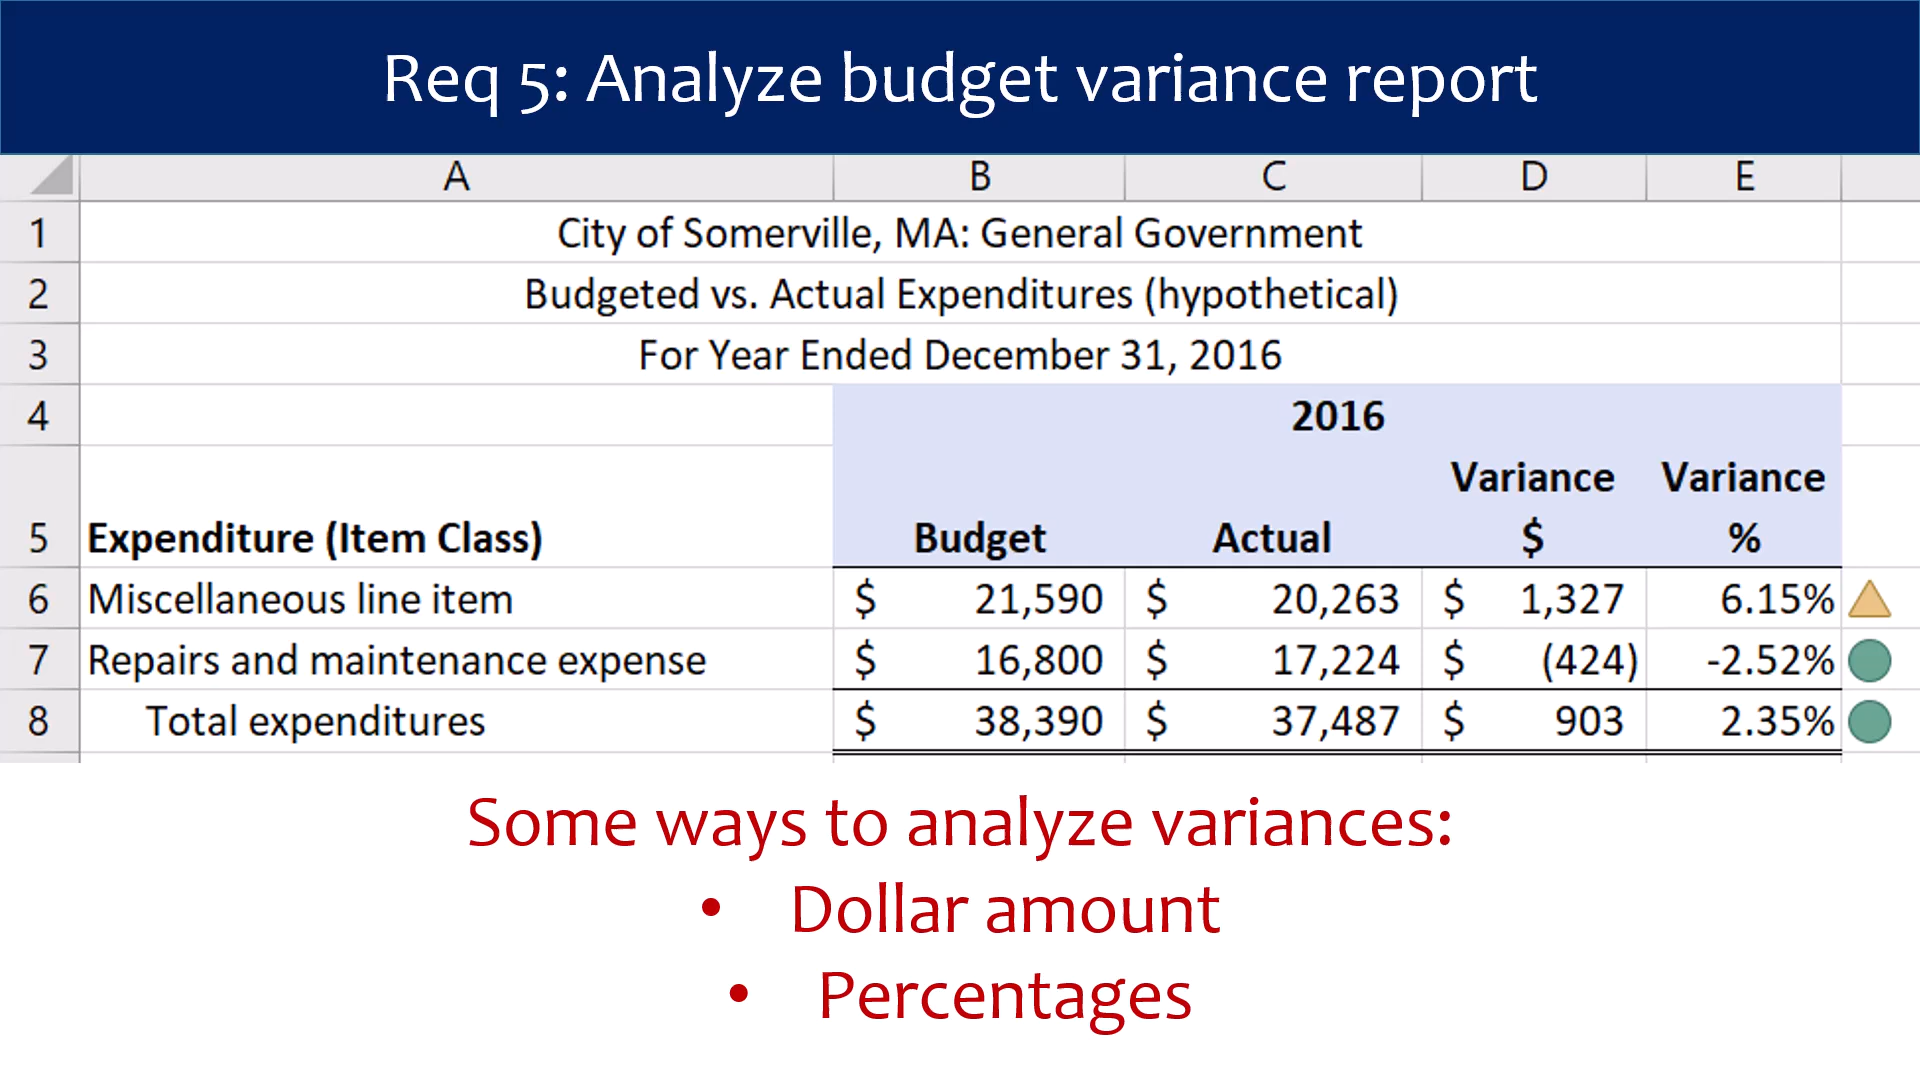 Req 5: Analyze budget variance report
A B C D E
1 City of Somerville, MA: General Government
2 Budgeted vs. Actual Expenditures (hypothetical)
3 For Year Ended December 31, 2016
4 2016
Variance Variance
5 Expenditure (Item Class) Budget Actual $ %
6 Miscellaneous line item $ 21,590 $ 20,263 $ 1,327 6.15%
7 Repairs and maintenance expense $ 16,800 $ 17,224 $ (424) -2.52%
8 Total expenditures $ 38,390 $ 37,487 $ 903 2.35%
Some ways to analyze variances:
• Dollar amount
• Percentages